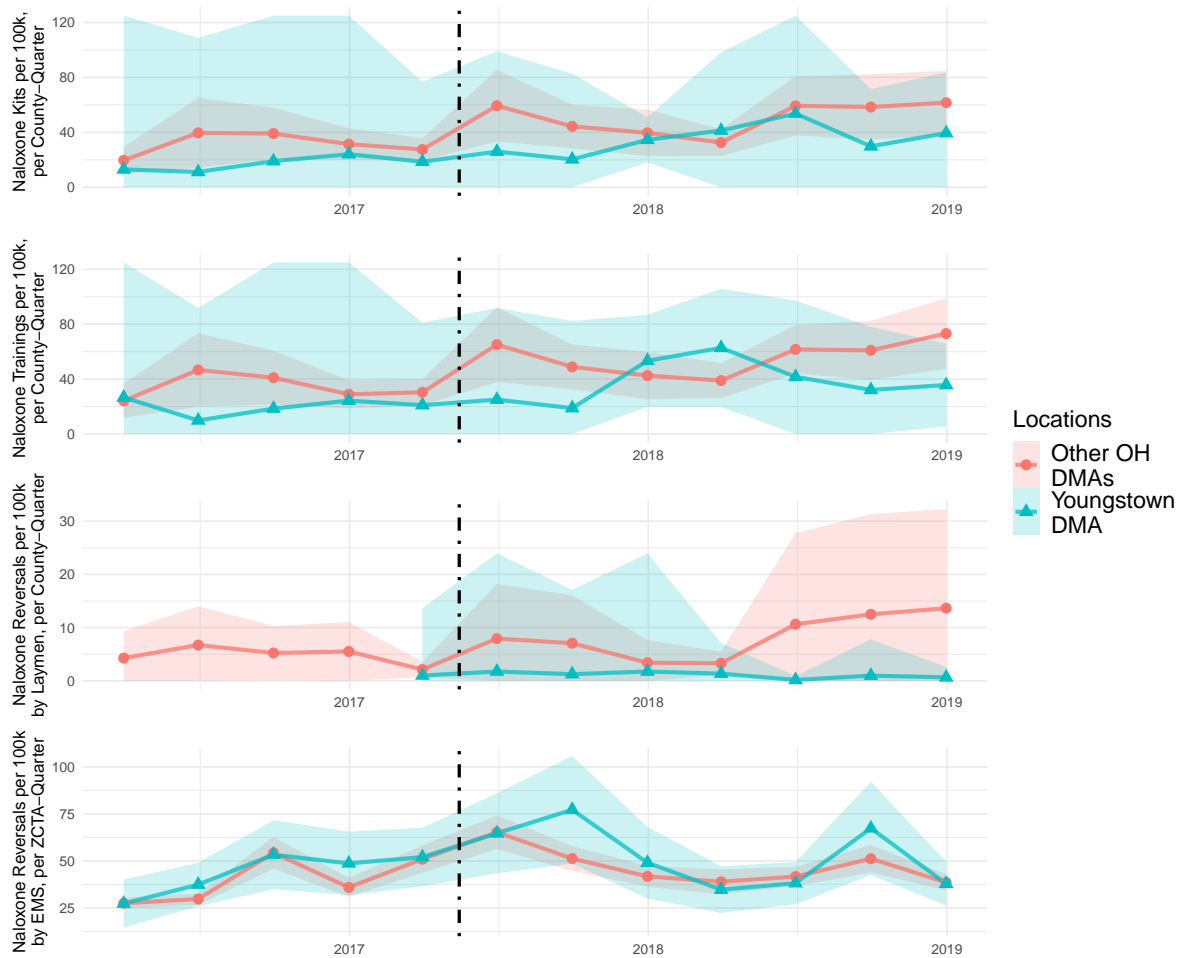 Naloxone Kits per 100k,
per County−Quarter
120
80
40
0
2017
2018
2019
Naloxone Trainings per 100k,
per County−Quarter
120
80
40
0
2017
2018
2019
Naloxone Reversals per 100k
by Laymen, per County−Quarter
30
20
10
0
2017
2018
2019
Naloxone Reversals per 100k
by EMS, per ZCTA−Quarter
100
75
50
25
2017
2018
2019
Locations
Other OH
DMAs
Youngstown
DMA